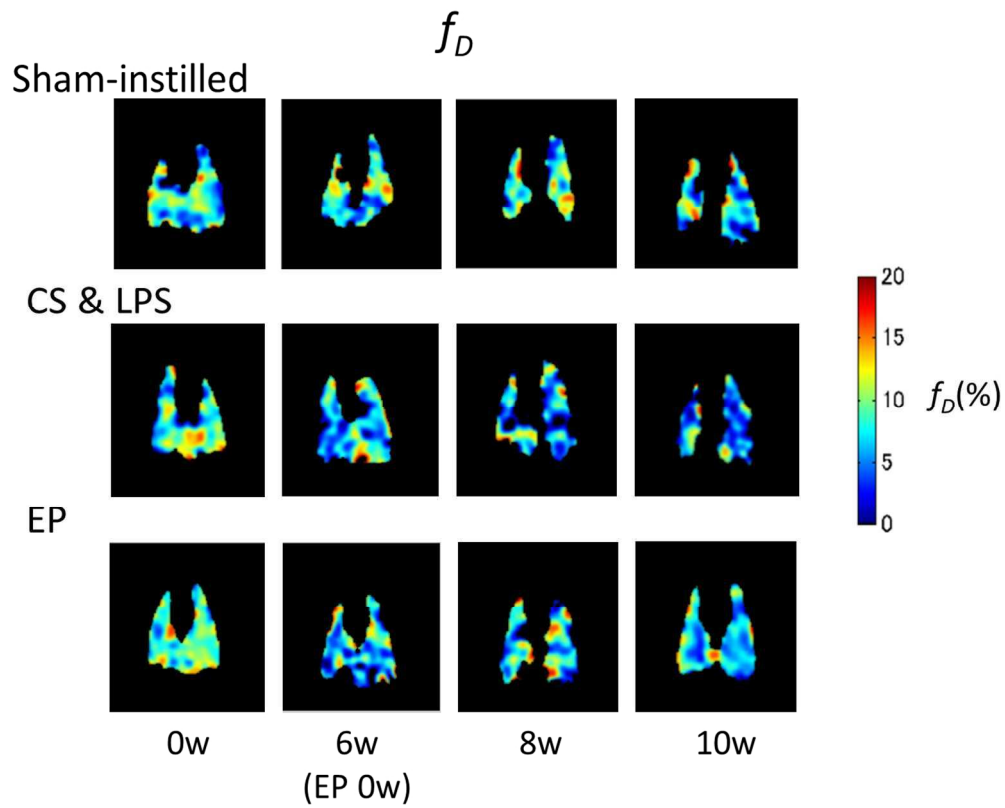 f_D
Sham-instilled
CS & LPS
20
15
10
5
0
f_D(%)
EP
0w 6w 8w 10w
(EP 0w)